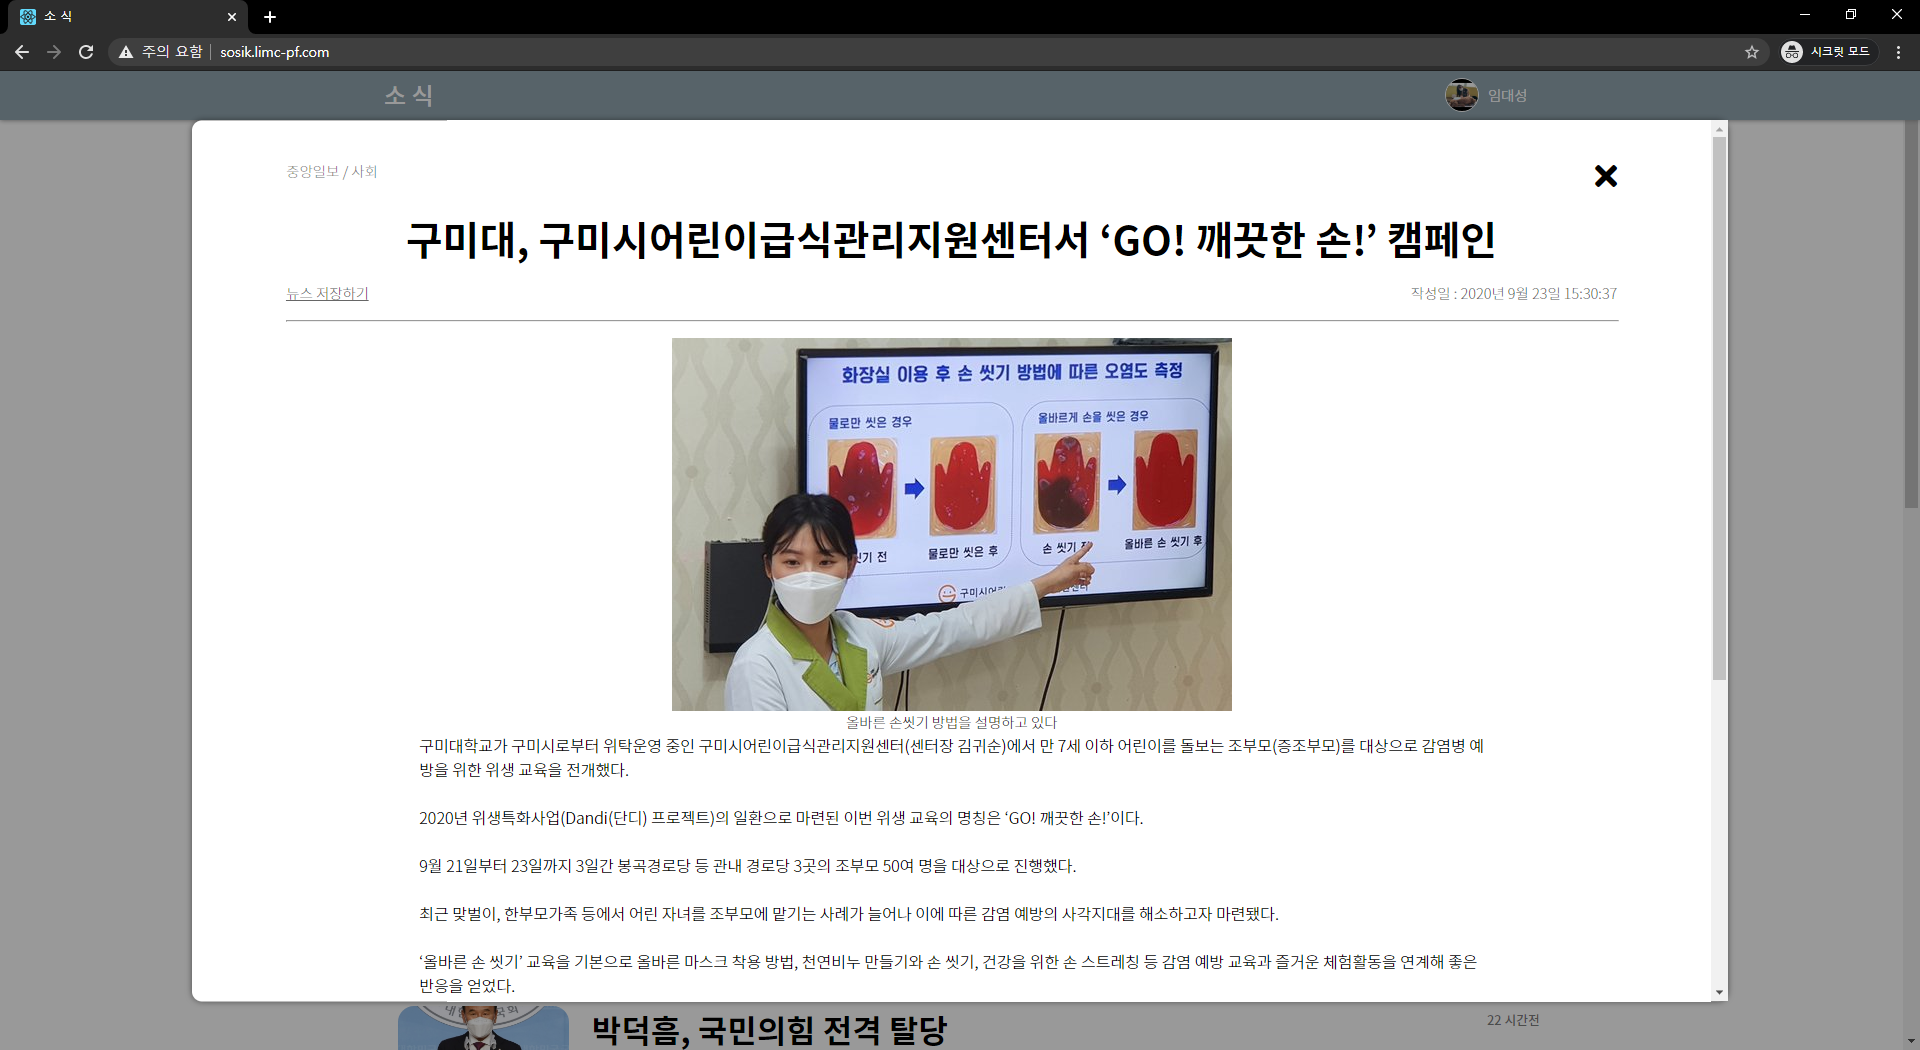 소 식
주의 요함
sosik.limc-pf.com
시크릿 모드
소 식
임대성
중앙일보 / 사회
구미대, 구미시어린이급식관리지원센터서 ‘GO! 깨끗한 손!’ 캠페인
뉴스 저장하기
작성일 : 2020년 9월 23일 15:30:37
화장실 이용 후 손 씻기 방법에 따른 오염도 측정
물로만 씻은 경우
올바르게 손을 씻은 경우
씻기 전
물로만 씻은 후
손 씻기 전
올바른 손 씻기 후
구미시어린
원센터
올바른 손씻기 방법을 설명하고 있다
구미대학교가 구미시로부터 위탁운영 중인 구미시어린이급식관리지원센터(센터장 김귀순)에서 만 7세 이하 어린이를 돌보는 조부모(증조부모)를 대상으로 감염병 예
방을 위한 위생 교육을 전개했다.
2020년 위생특화사업(Dandi(단디) 프로젝트)의 일환으로 마련된 이번 위생 교육의 명칭은 ‘GO! 깨끗한 손!’이다.
9월 21일부터 23일까지 3일간 봉곡경로당 등 관내 경로당 3곳의 조부모 50여 명을 대상으로 진행했다.
최근 맞벌이, 한부모가족 등에서 어린 자녀를 조부모에 맡기는 사례가 늘어나 이에 따른 감염 예방의 사각지대를 해소하고자 마련됐다.
‘올바른 손 씻기’ 교육을 기본으로 올바른 마스크 착용 방법, 천연비누 만들기와 손 씻기, 건강을 위한 손 스트레칭 등 감염 예방 교육과 즐거운 체험활동을 연계해 좋은
반응을 얻었다.
박덕흠, 국민의힘 전격 탈당
22 시간전